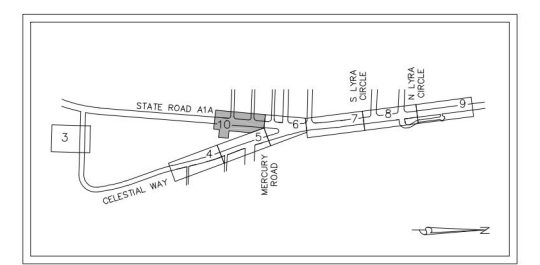 S LYRA
CIRCLE
N LYRA
CIRCLE
STATE ROAD A1A
9
8
7
10
6
3
5
4
MERCURY
ROAD
CELESTIAL WAY
N